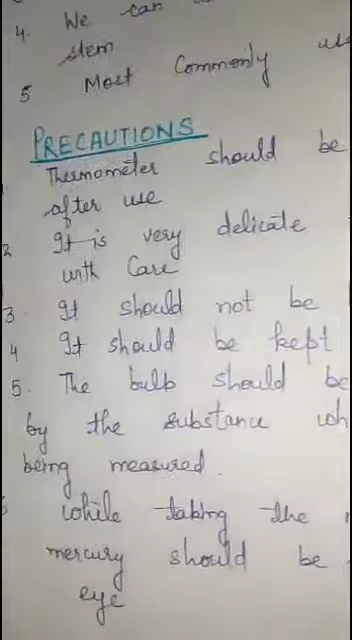 4. We can
stem
5 Most Commonly
PRECAUTIONS
Thermometer should be
after use
2 It is very delicate
with Care
3. It should not be
4 It should be kept
5. The bulb should be
by the substance
being measured.
while taking the
mercury should be
eye